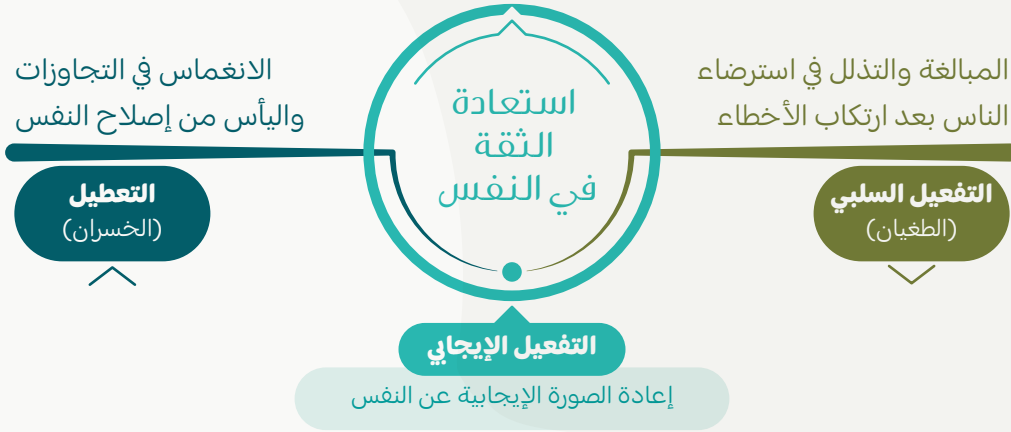 المبالغة والتذلل في استرضاء
الناس بعد ارتكاب الأخطاء
التفعيل السلبي
(الطغيان)
استعادة
الثقة
في النفس
الانغماس في التجاوزات
واليأس من إصلاح النفس
التعطيل
(الخسران)
التفعيل الإيجابي
إعادة الصورة الإيجابية عن النفس